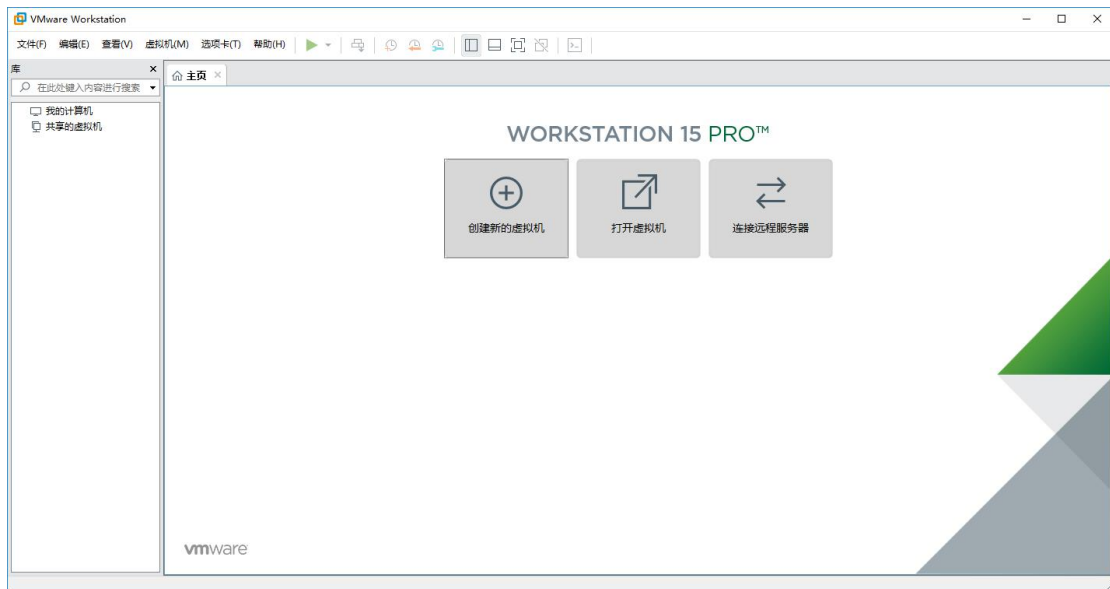 VMware Workstation
文件(F) 编辑(E) 查看(V) 虚拟机(M) 选项卡(T) 帮助(H)
库
主页
在此处键入内容进行搜索
我的计算机
共享的虚拟机
WORKSTATION 15 PRO™
创建新的虚拟机 打开虚拟机 连接远程服务器
vmware